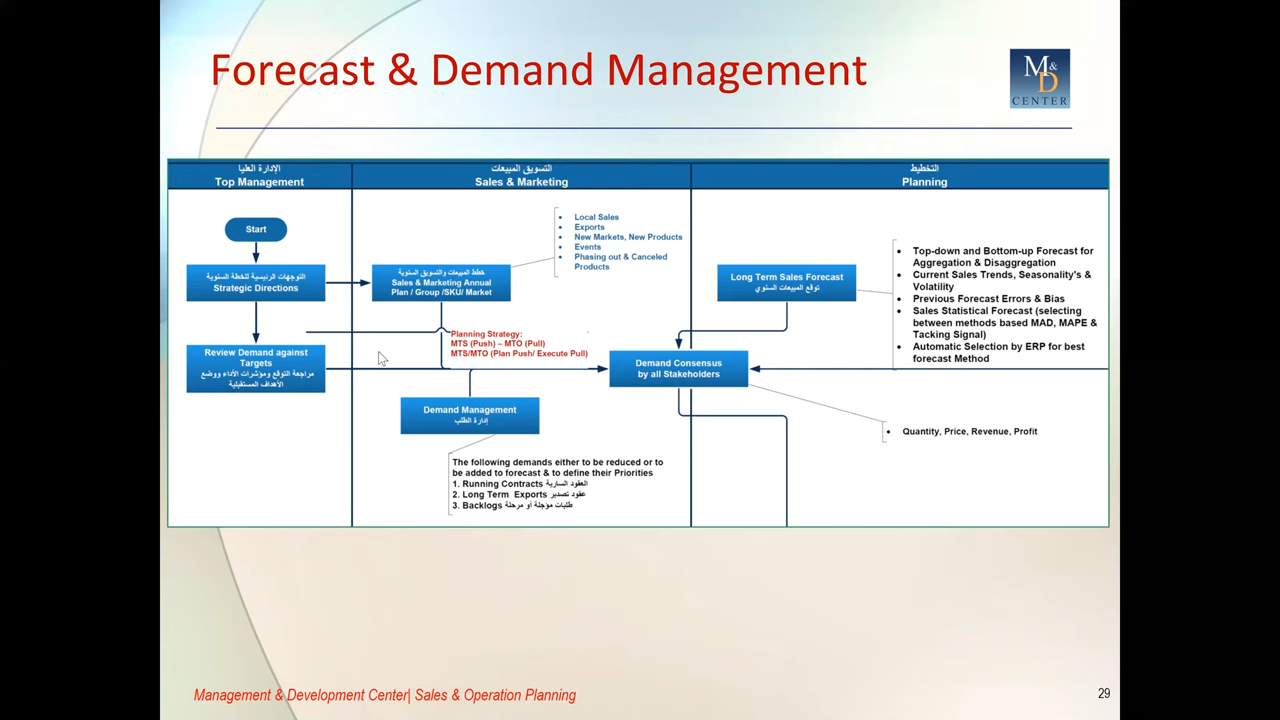 Forecast & Demand Management
M&
D
CENTER
الإدارة العليا
Top Management
التسويق المبيعات
Sales & Marketing
التخطيط
Planning
Start
التوجهات الرئيسية للخطة السنوية
Strategic Directions
Review Demand against
Targets
مراجعة التوقع ومؤشرات الأداء ووضع
الأهداف المستقبلية
خطط المبيعات والتسويق السنوية
Sales & Marketing Annual
Plan / Group /SKU/ Market
• Local Sales
• Exports
• New Markets, New Products
• Events
• Phasing out & Canceled
Products
Planning Strategy:
MTS (Push) – MTO (Pull)
MTS/MTO (Plan Push/ Execute Pull)
Demand Management
إدارة الطلب
The following demands either to be reduced or to
be added to forecast & to define their Priorities
1. Running Contracts العقود السارية
2. Long Term Exports عقود تصدير
3. Backlogs طلبات مؤجلة أو مرحلة
Demand Consensus
by all Stakeholders
Long Term Sales Forecast
توقع المبيعات السنوي
• Top-down and Bottom-up Forecast for
Aggregation & Disaggregation
• Current Sales Trends, Seasonality's &
Volatility
• Previous Forecast Errors & Bias
• Sales Statistical Forecast (selecting
between methods based MAD, MAPE &
Tacking Signal)
• Automatic Selection by ERP for best
forecast Method
• Quantity, Price, Revenue, Profit
Management & Development Center| Sales & Operation Planning
29